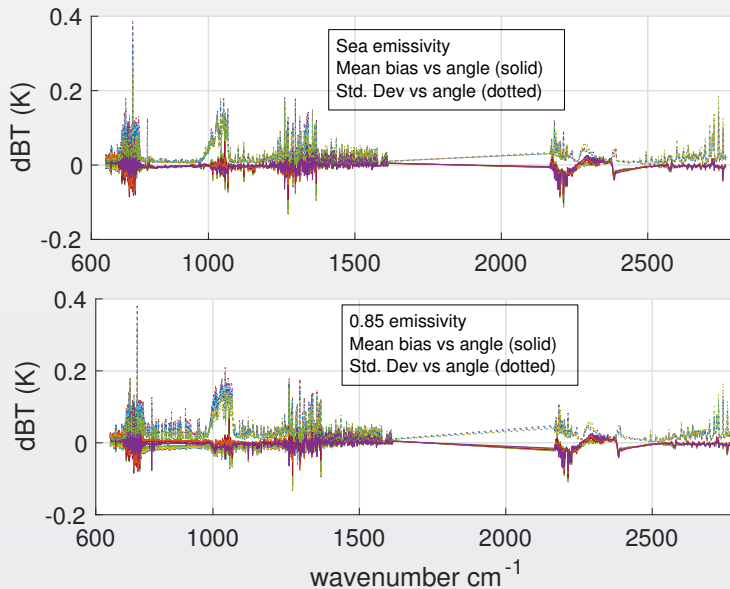 0.4
0.2
0
-0.2
dBT (K)
Sea emissivity
Mean bias vs angle (solid)
Std. Dev vs angle (dotted)
600
1000
1500
2000
2500
0.4
0.2
0
-0.2
dBT (K)
0.85 emissivity
Mean bias vs angle (solid)
Std. Dev vs angle (dotted)
600
1000
1500
2000
2500
wavenumber cm⁻¹